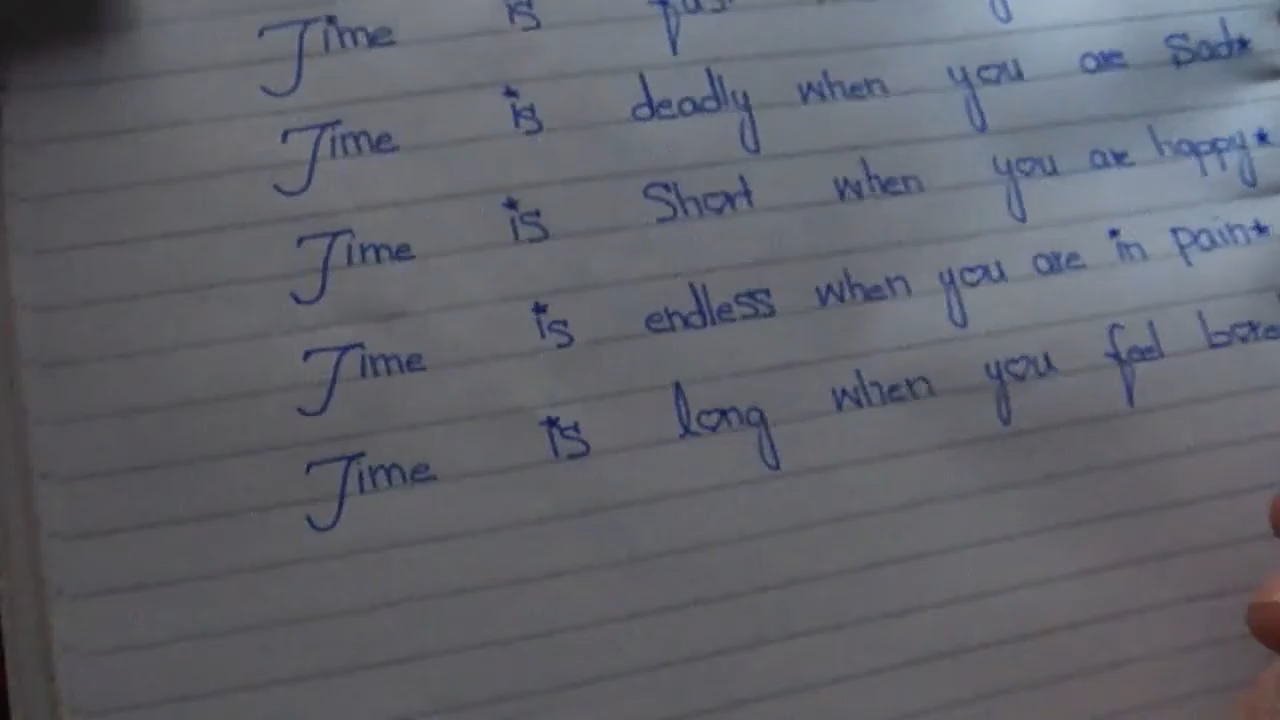 Time is
Time is deadly when you are Sad*
Time is Short when you are happy*
Time is endless when you are in pain*
Time is long when you feel bore